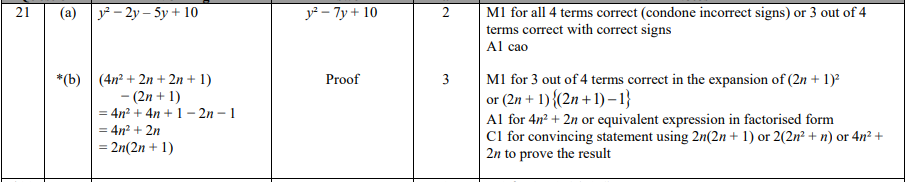 21 (a) y² – 2y – 5y + 10 y² – 7y + 10 2 M1 for all 4 terms correct (condone incorrect signs) or 3 out of 4
terms correct with correct signs
A1 cao
*(b) (4n² + 2n + 2n + 1) Proof 3 M1 for 3 out of 4 terms correct in the expansion of (2n + 1)²
– (2n + 1) or (2n + 1){(2n + 1) – 1}
= 4n² + 4n + 1 – 2n – 1 A1 for 4n² + 2n or equivalent expression in factorised form
= 4n² + 2n C1 for convincing statement using 2n(2n + 1) or 2(2n² + n) or 4n² +
= 2n(2n + 1) 2n to prove the result